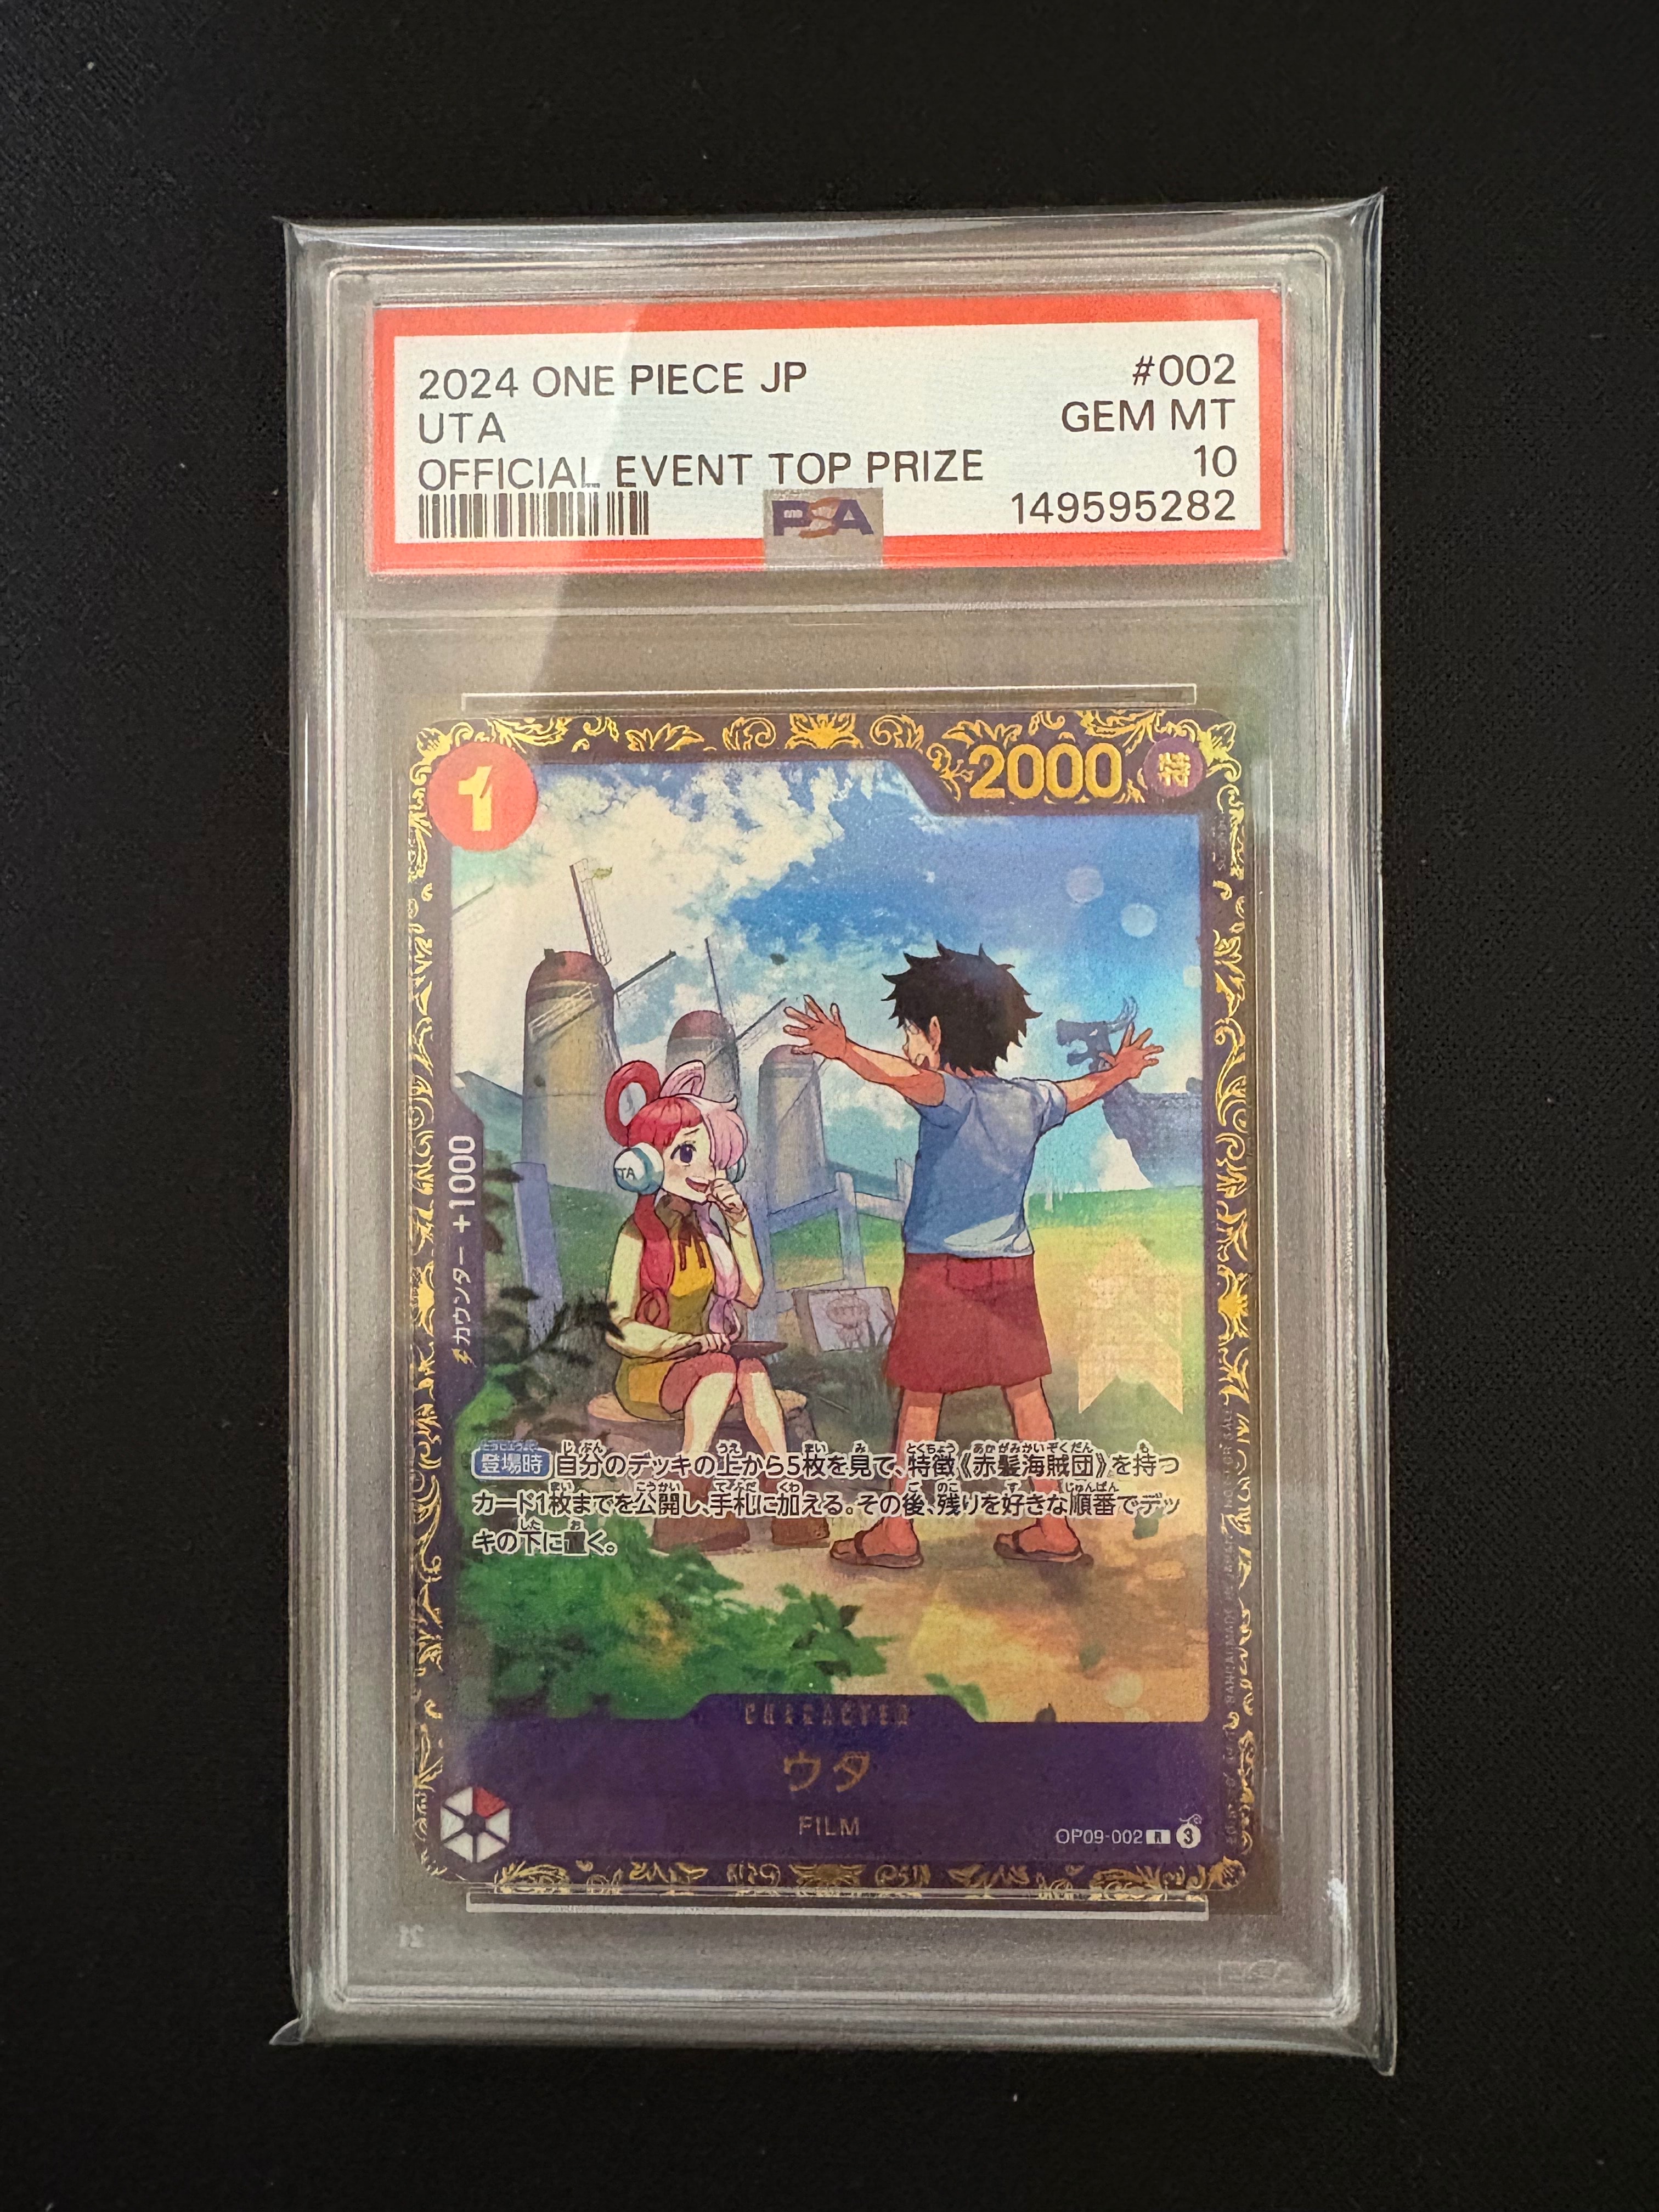 2024 ONE PIECE JP #002
UTA GEM MT
OFFICIAL EVENT TOP PRIZE 10
PSA 149595282
1
2000
特
TA
カウンター +1000
登場時 自分のデッキの上から5枚を見て、特徴《赤髪海賊団》を持つ
カード1枚までを公開し、手札に加える。その後、残りを好きな順番でデッ
キの下に置く。
CHARACTER
ウタ
FILM
OP09-002 R 3